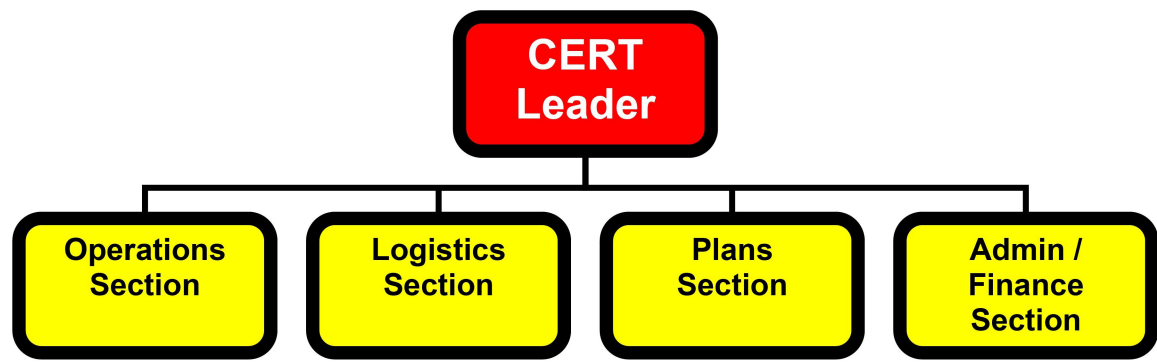 CERT
Leader
Operations
Section
Logistics
Section
Plans
Section
Admin /
Finance
Section